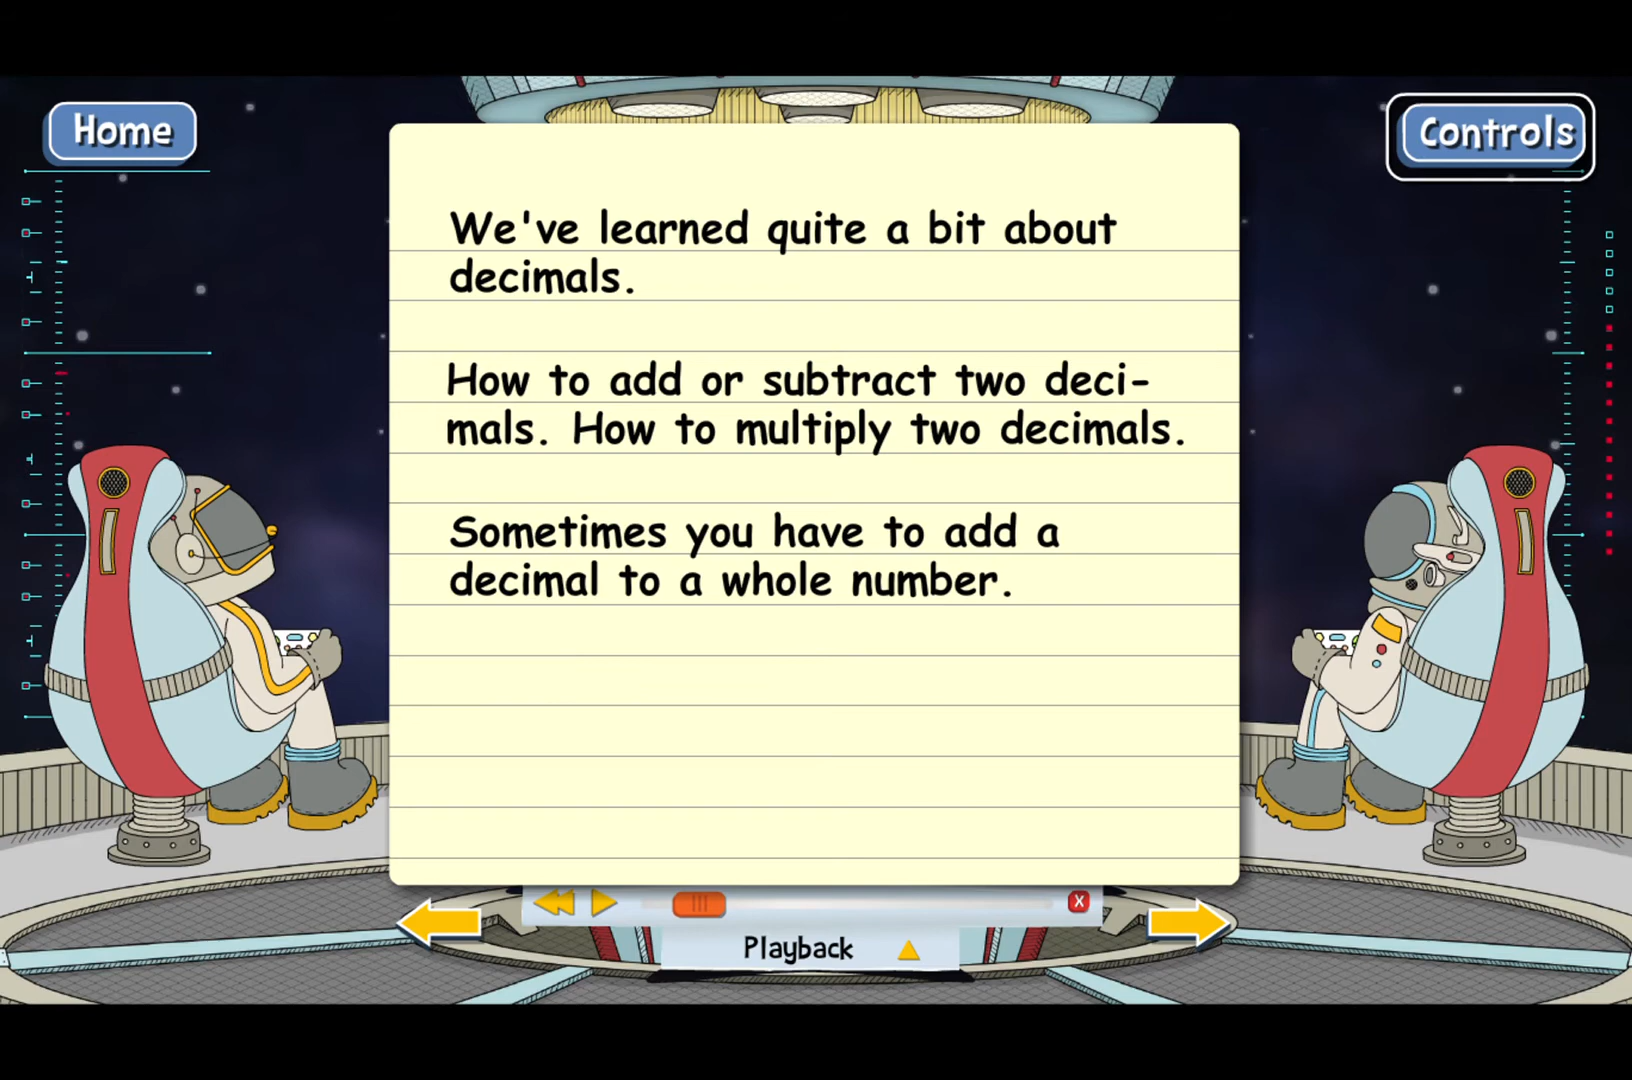 Home
Controls
We've learned quite a bit about
decimals.
How to add or subtract two deci-
mals. How to multiply two decimals.
Sometimes you have to add a
decimal to a whole number.
X
Playback